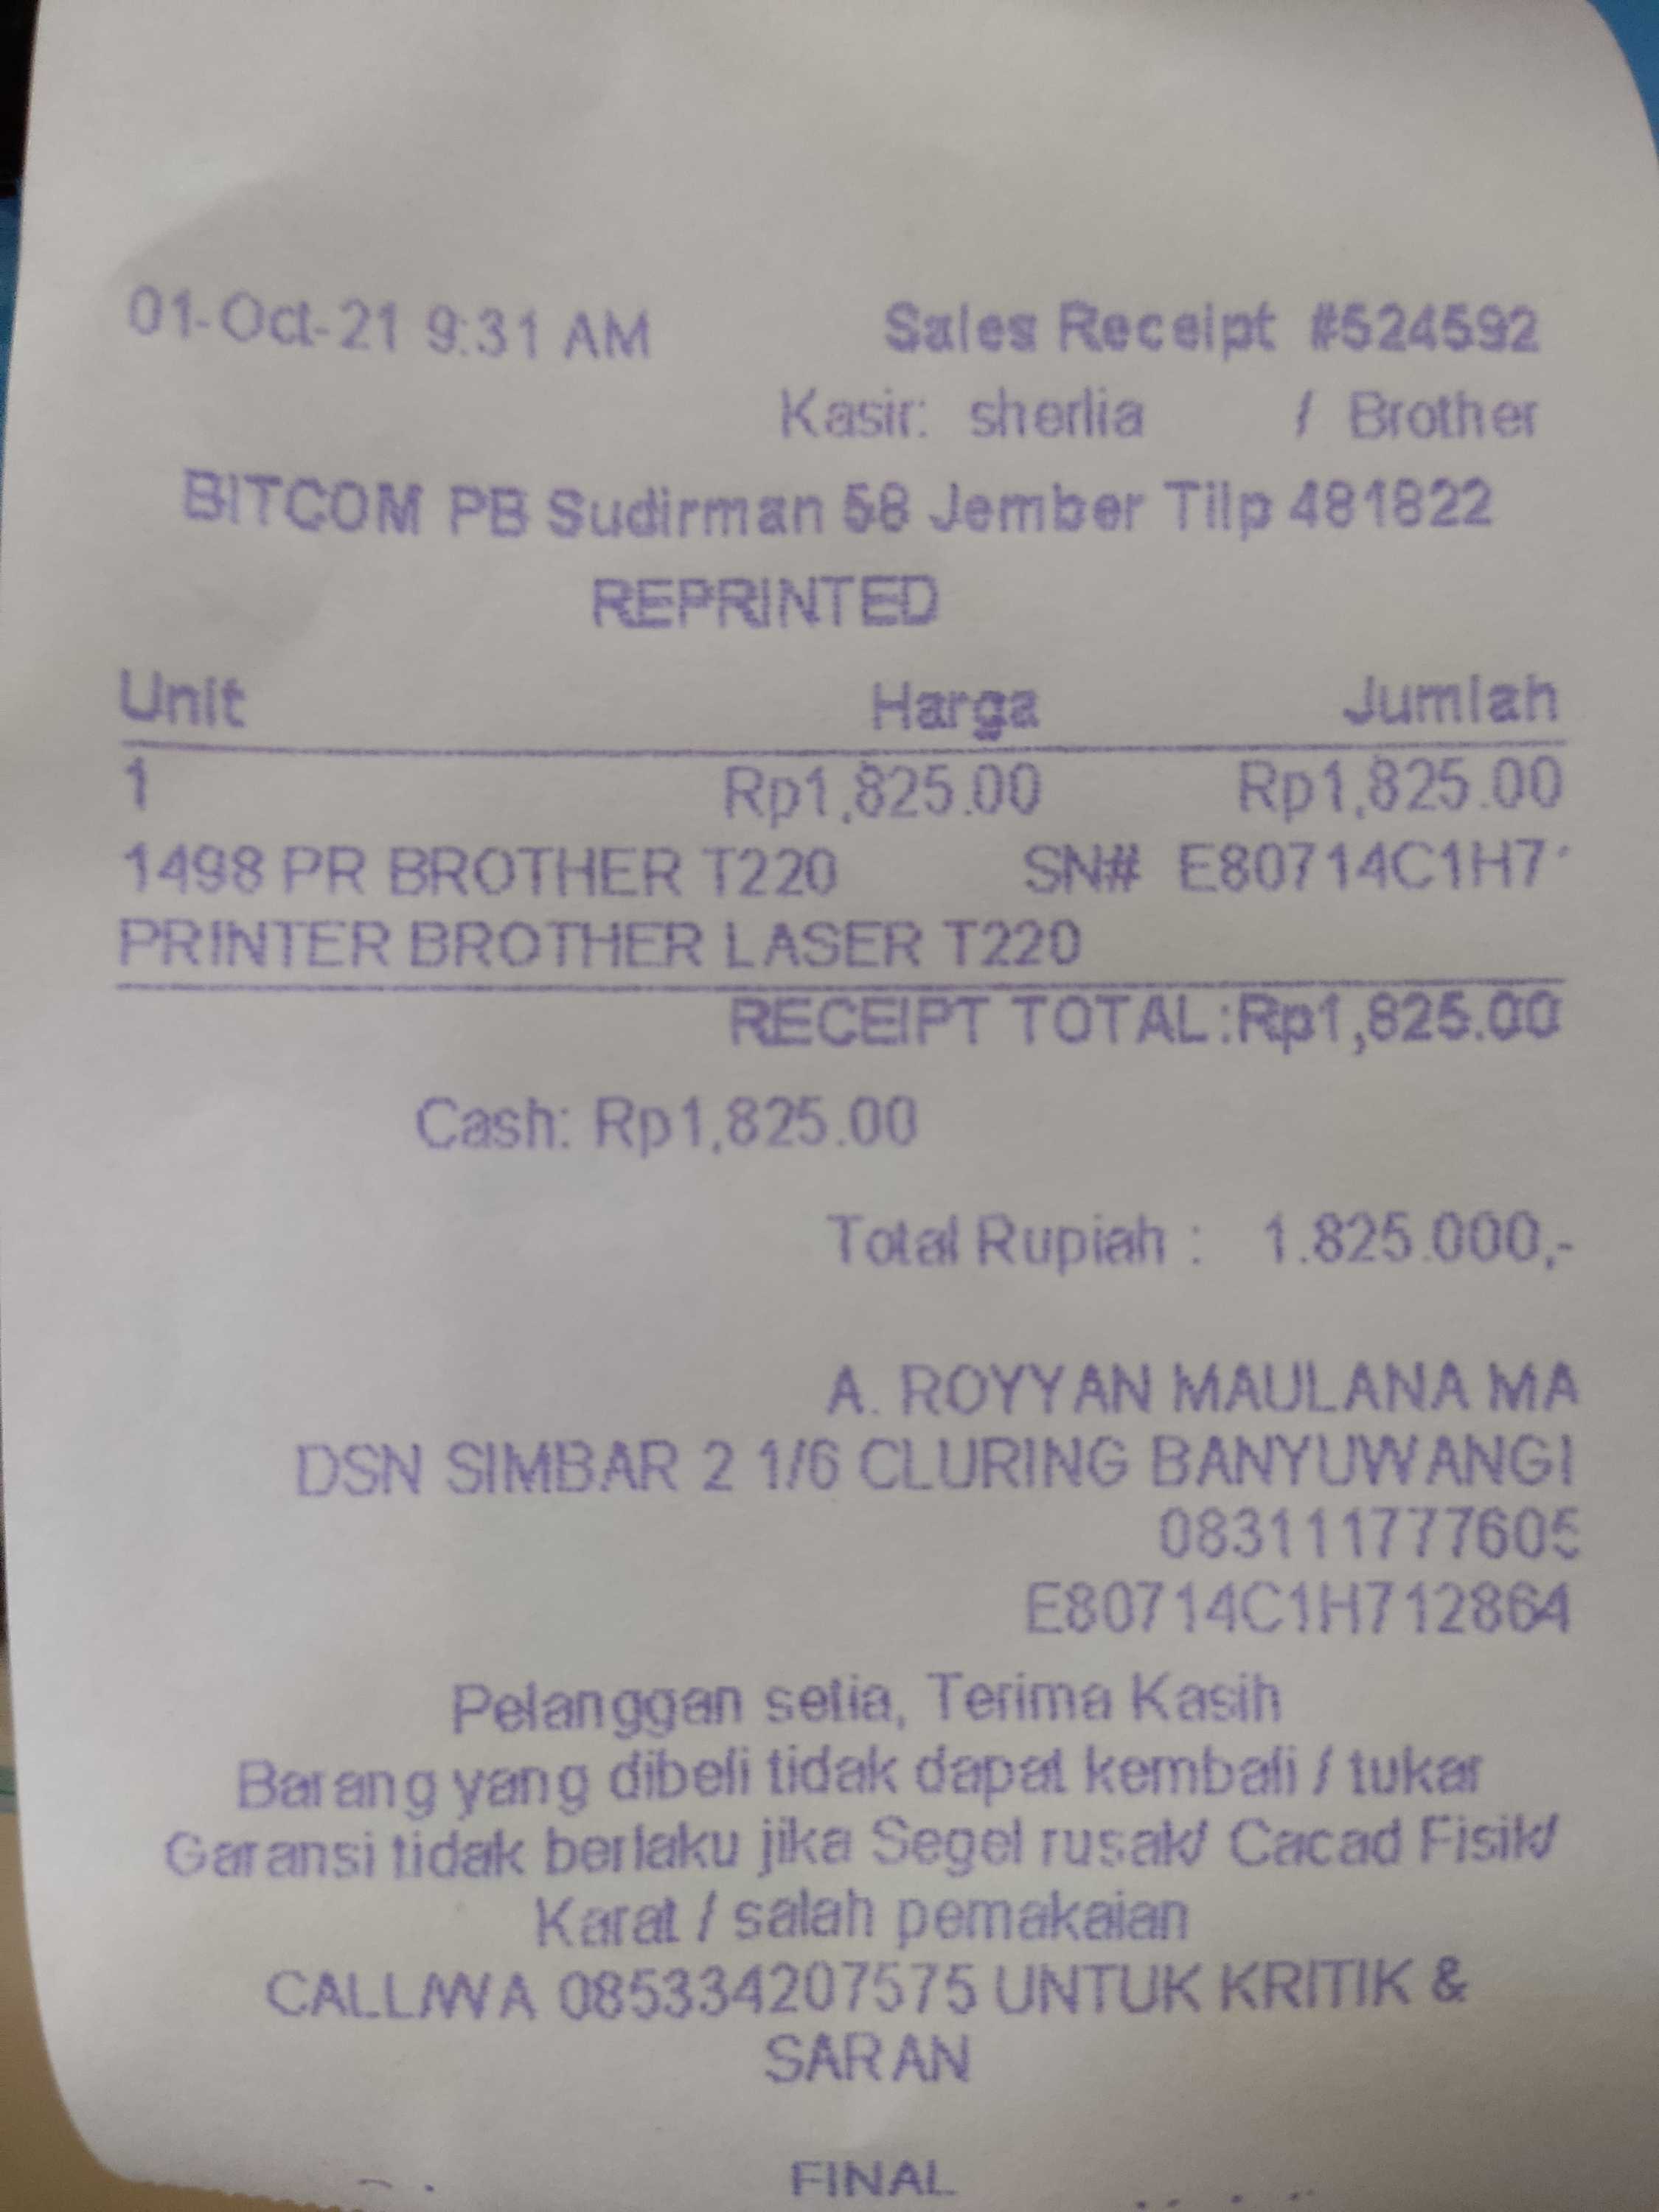 01-Oct-21 9:31 AM Sales Receipt #524592
Kasir: sherlia / Brother
BITCOM PB Sudirman 58 Jember Tilp 481822
REPRINTED
Unit Harga Jumlah
1 Rp1,825.00 Rp1,825.00
1498 PR BROTHER T220 SN# E80714C1H7
PRINTER BROTHER LASER T220
RECEIPT TOTAL:Rp1,825.00
Cash: Rp1,825.00
Total Rupiah : 1.825.000,-
A. ROYYAN MAULANA MA
DSN SIMBAR 2 1/6 CLURING BANYUWANGI
083111777605
E80714C1H712864
Pelanggan setia, Terima Kasih
Barang yang dibeli tidak dapat kembali / tukar
Garansi tidak berlaku jika Segel rusak/ Cacad Fisik/
Karat / salah pemakaian
CALL/WA 085334207575 UNTUK KRITIK &
SARAN
FINAL